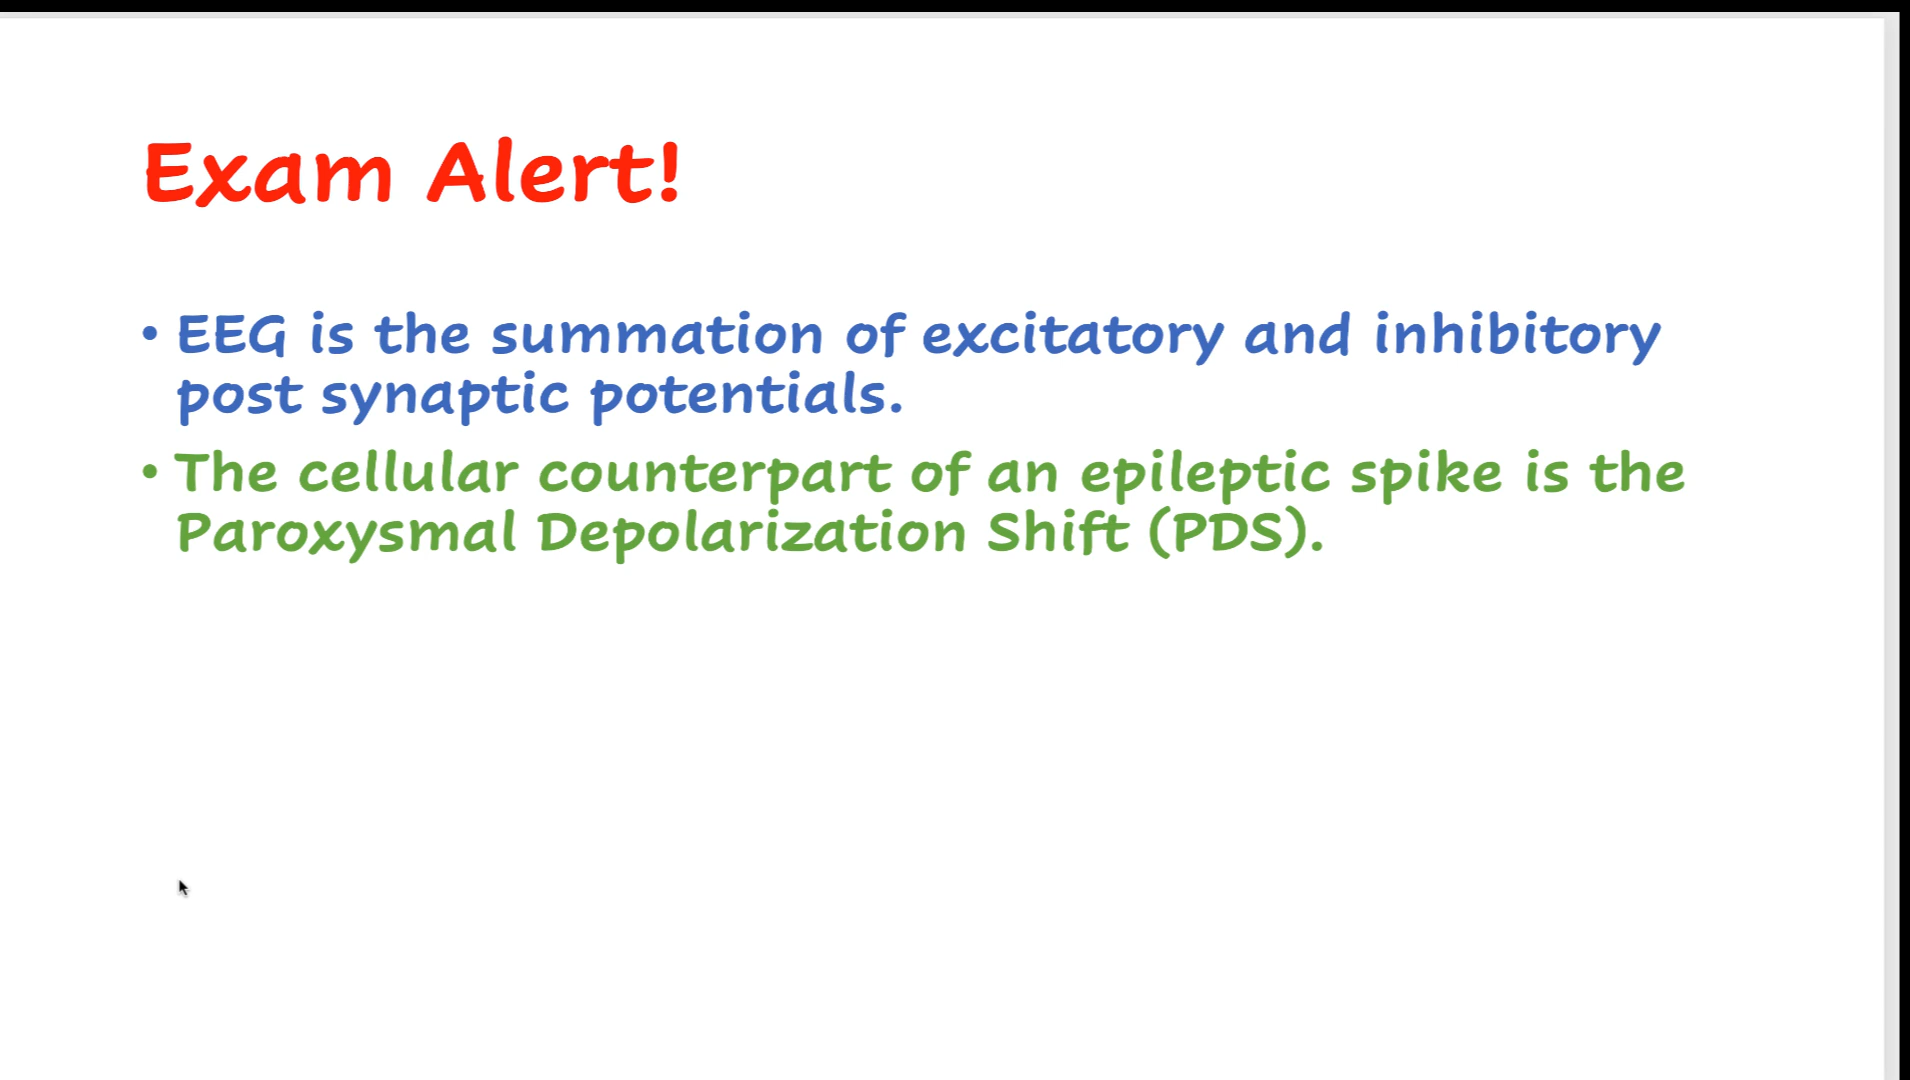 Exam Alert!
• EEG is the summation of excitatory and inhibitory
post synaptic potentials.
• The cellular counterpart of an epileptic spike is the
Paroxysmal Depolarization Shift (PDS).